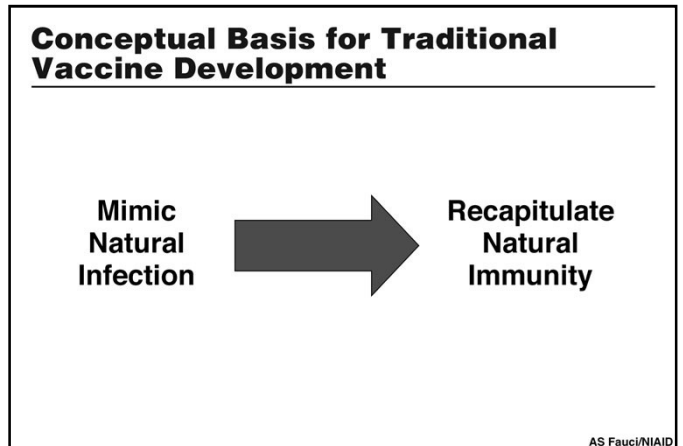 Conceptual Basis for Traditional
Vaccine Development
Mimic
Natural
Infection
Recapitulate
Natural
Immunity
AS Fauci/NIAID